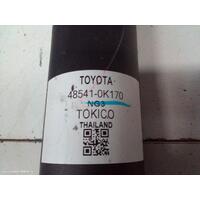 TOYOTA
48541-0K170
NG3
TOKICO
THAILAND